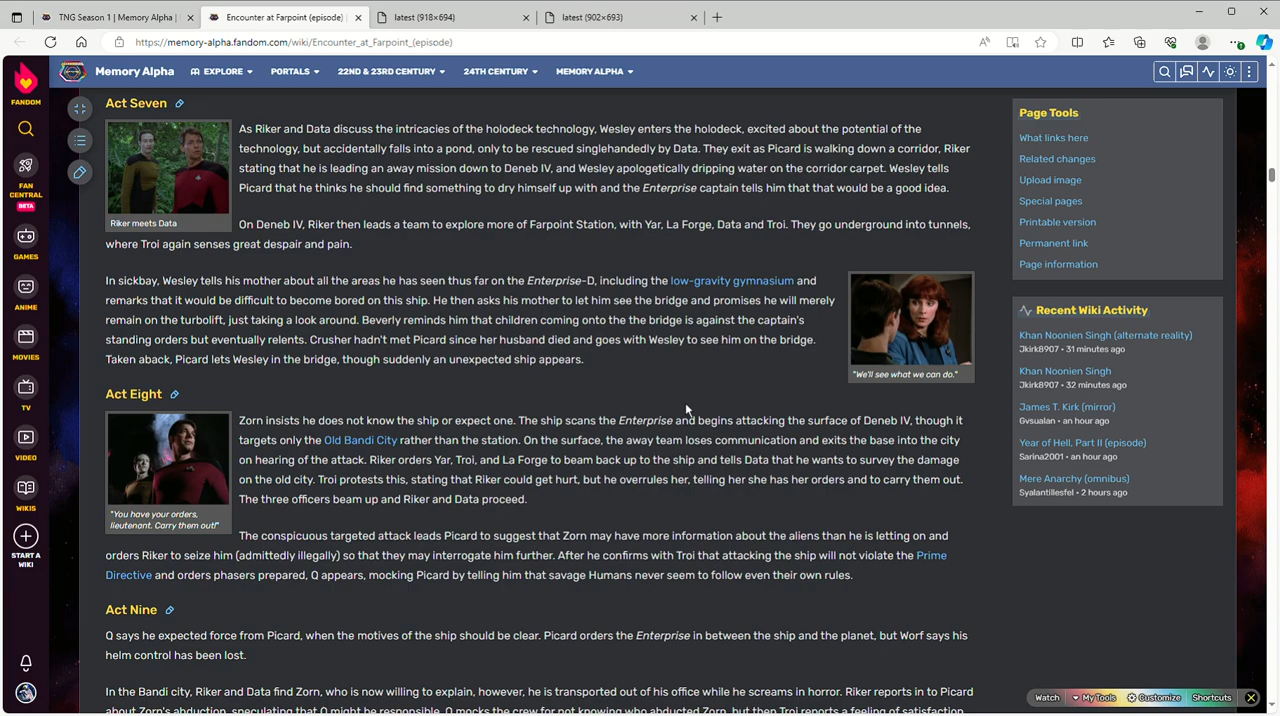 TNG Season 1 | Memory Alpha
Encounter at Farpoint (episode)
latest (918×694)
latest (902×693)
https://memory-alpha.fandom.com/wiki/Encounter_at_Farpoint_(episode)
FANDOM
FAN CENTRAL
BETA
GAMES
ANIME
MOVIES
TV
VIDEO
WIKIS
START A WIKI
Memory Alpha
EXPLORE
PORTALS
22ND & 23RD CENTURY
24TH CENTURY
MEMORY ALPHA
Act Seven
Riker meets Data
As Riker and Data discuss the intricacies of the holodeck technology, Wesley enters the holodeck, excited about the potential of the
technology, but accidentally falls into a pond, only to be rescued singlehandedly by Data. They exit as Picard is walking down a corridor, Riker
stating that he is leading an away mission down to Deneb IV, and Wesley apologetically dripping water on the corridor carpet. Wesley tells
Picard that he thinks he should find something to dry himself up with and the Enterprise captain tells him that that would be a good idea.
On Deneb IV, Riker then leads a team to explore more of Farpoint Station, with Yar, La Forge, Data and Troi. They go underground into tunnels,
where Troi again senses great despair and pain.
In sickbay, Wesley tells his mother about all the areas he has seen thus far on the Enterprise-D, including the low-gravity gymnasium and
remarks that it would be difficult to become bored on this ship. He then asks his mother to let him see the bridge and promises he will merely
remain on the turbolift, just taking a look around. Beverly reminds him that children coming onto the the bridge is against the captain's
standing orders but eventually relents. Crusher hadn't met Picard since her husband died and goes with Wesley to see him on the bridge.
Taken aback, Picard lets Wesley in the bridge, though suddenly an unexpected ship appears.
"We'll see what we can do."
Act Eight
"You have your orders,
lieutenant. Carry them out!"
Zorn insists he does not know the ship or expect one. The ship scans the Enterprise and begins attacking the surface of Deneb IV, though it
targets only the Old Bandi City rather than the station. On the surface, the away team loses communication and exits the base into the city
on hearing of the attack. Riker orders Yar, Troi, and La Forge to beam back up to the ship and tells Data that he wants to survey the damage
on the old city. Troi protests this, stating that Riker could get hurt, but he overrules her, telling her she has her orders and to carry them out.
The three officers beam up and Riker and Data proceed.
The conspicuous targeted attack leads Picard to suggest that Zorn may have more information about the aliens than he is letting on and
orders Riker to seize him (admittedly illegally) so that they may interrogate him further. After he confirms with Troi that attacking the ship will not violate the Prime
Directive and orders phasers prepared, Q appears, mocking Picard by telling him that savage Humans never seem to follow even their own rules.
Act Nine
Q says he expected force from Picard, when the motives of the ship should be clear. Picard orders the Enterprise in between the ship and the planet, but Worf says his
helm control has been lost.
In the Bandi city, Riker and Data find Zorn, who is now willing to explain, however, he is transported out of his office while he screams in horror. Riker reports in to Picard
Page Tools
What links here
Related changes
Upload image
Special pages
Printable version
Permanent link
Page information
Recent Wiki Activity
Khan Noonien Singh (alternate reality)
Jkirk8907 • 31 minutes ago
Khan Noonien Singh
Jkirk8907 • 32 minutes ago
James T. Kirk (mirror)
Gvsualan • an hour ago
Year of Hell, Part II (episode)
Sarina2001 • an hour ago
Mere Anarchy (omnibus)
Syalantillesfel • 2 hours ago
Watch
My Tools
Customize
Shortcuts